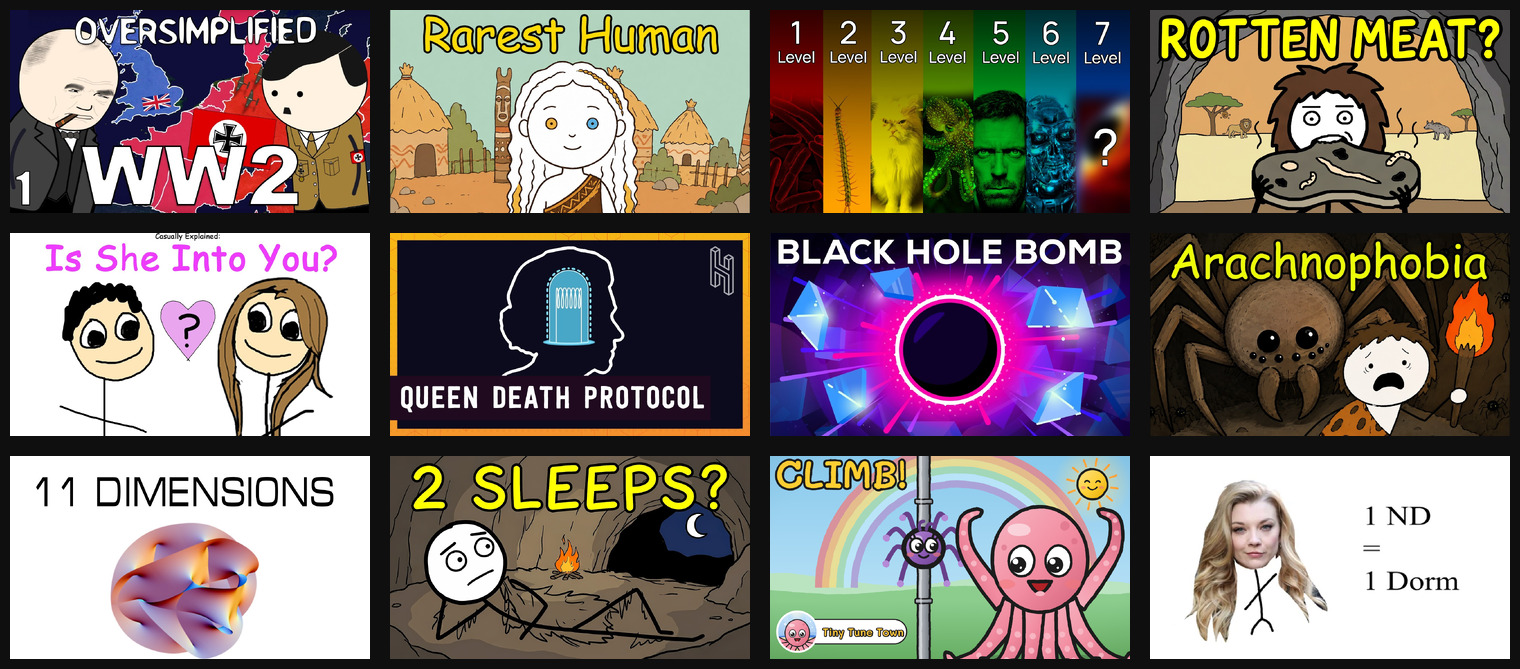 OVERSIMPLIFIED
WW2
1
Rarest Human
1 2 3 4 5 6 7
Level Level Level Level Level Level Level
?
ROTTEN MEAT?
Casually Explained:
Is She Into You?
?
QUEEN DEATH PROTOCOL
BLACK HOLE BOMB
Arachnophobia
11 DIMENSIONS
2 SLEEPS?
CLIMB!
Tiny Tune Town
1 ND
=
1 Dorm